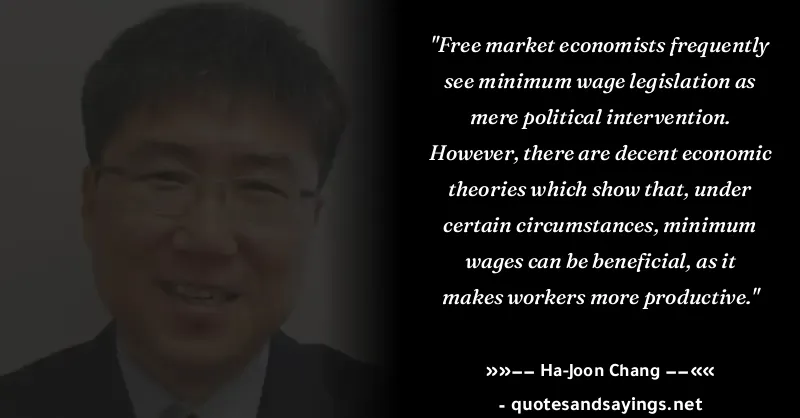 "Free market economists frequently
see minimum wage legislation as
mere political intervention.
However, there are decent economic
theories which show that, under
certain circumstances, minimum
wages can be beneficial, as it
makes workers more productive."
»»−− Ha-Joon Chang −−««
- quotesandsayings.net